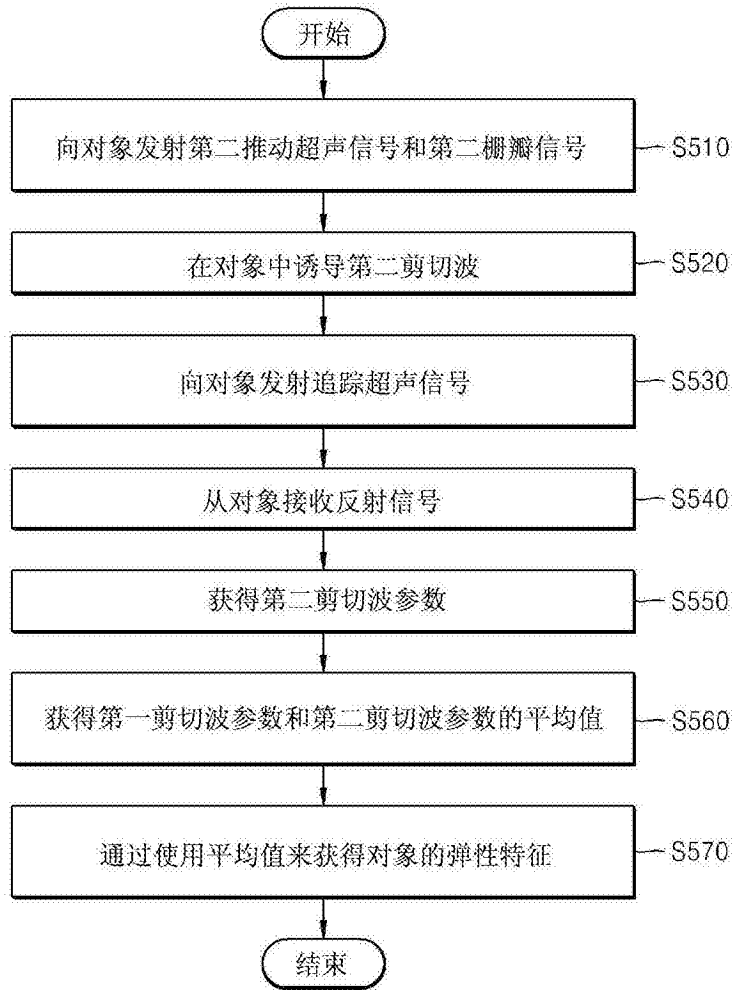 开始
向对象发射第二推动超声信号和第二栅瓣信号
S510
在对象中诱导第二剪切波
S520
向对象发射追踪超声信号
S530
从对象接收反射信号
S540
获得第二剪切波参数
S550
获得第一剪切波参数和第二剪切波参数的平均值
S560
通过使用平均值来获得对象的弹性特征
S570
结束